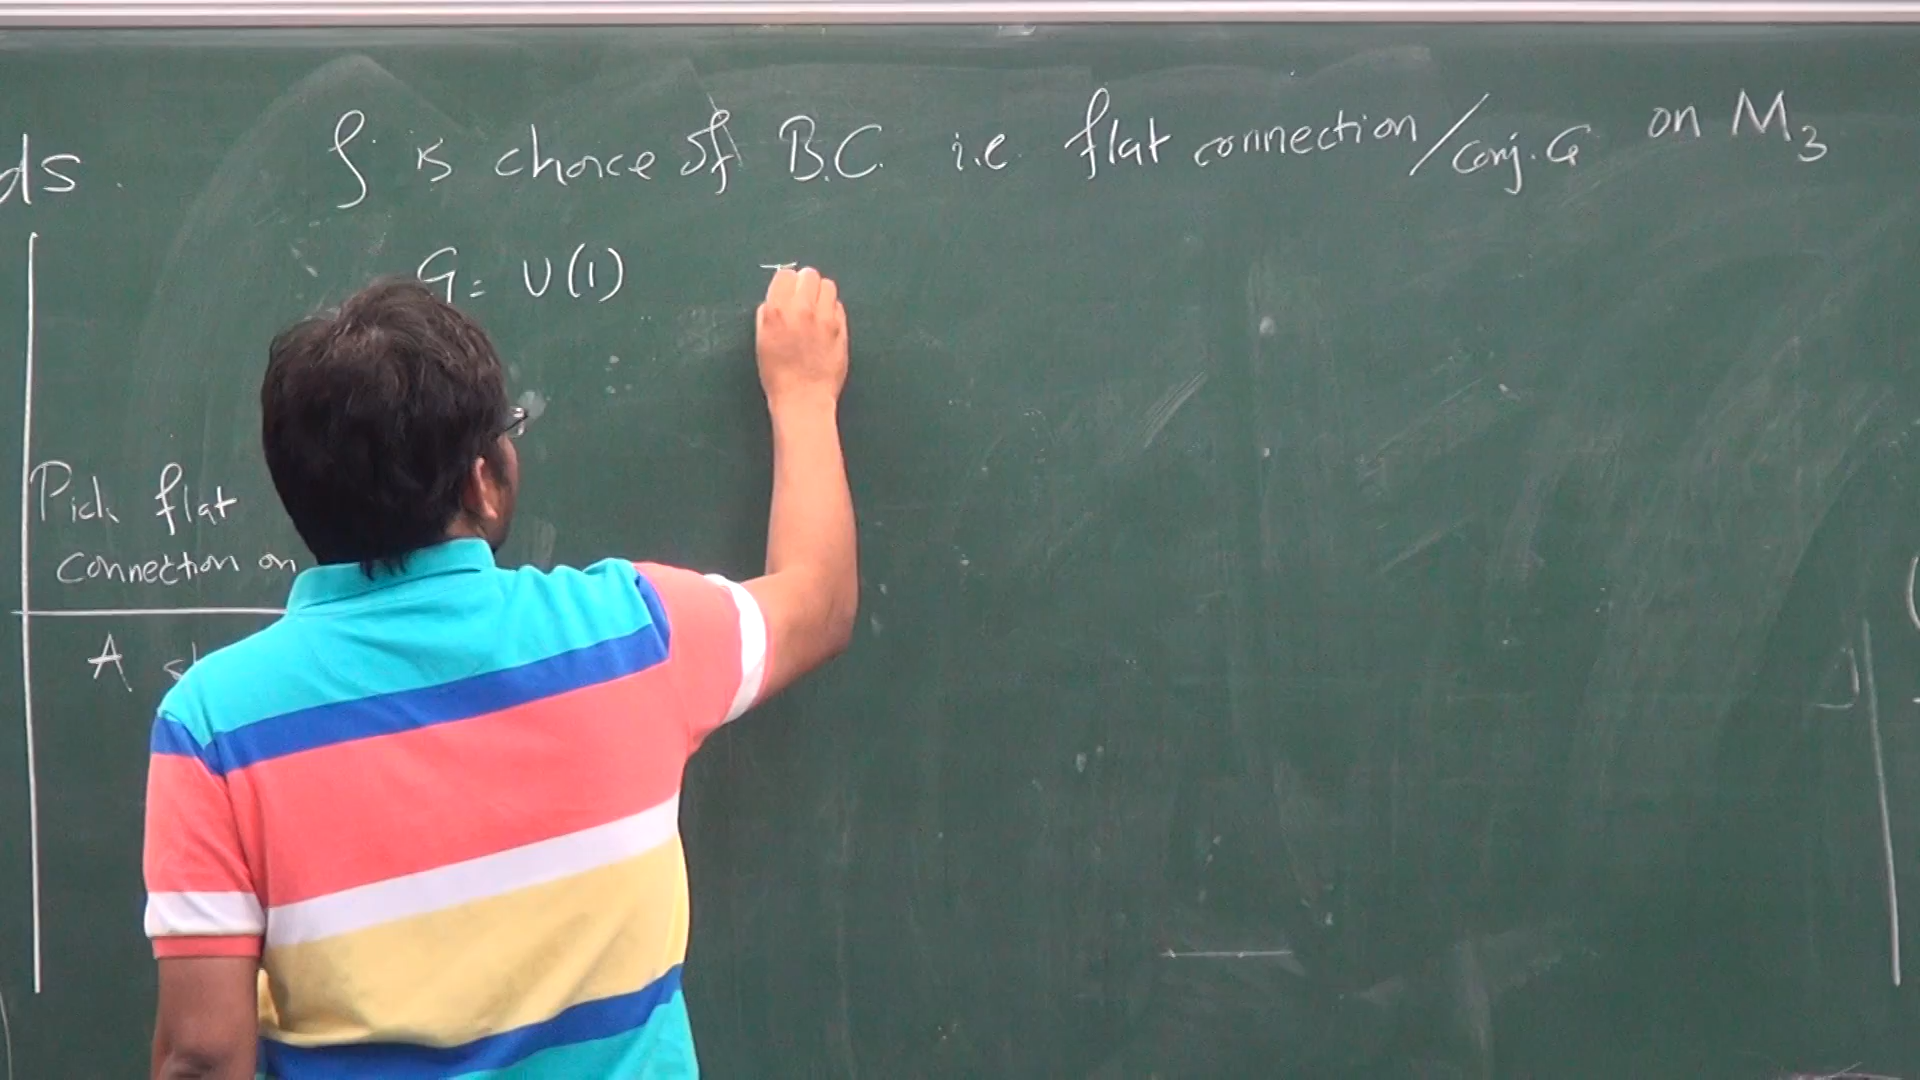 ds.
ρ is choice of B.C. i.e. flat connection/conj. G on M₃
G = U(1)
Pick flat
connection on
A